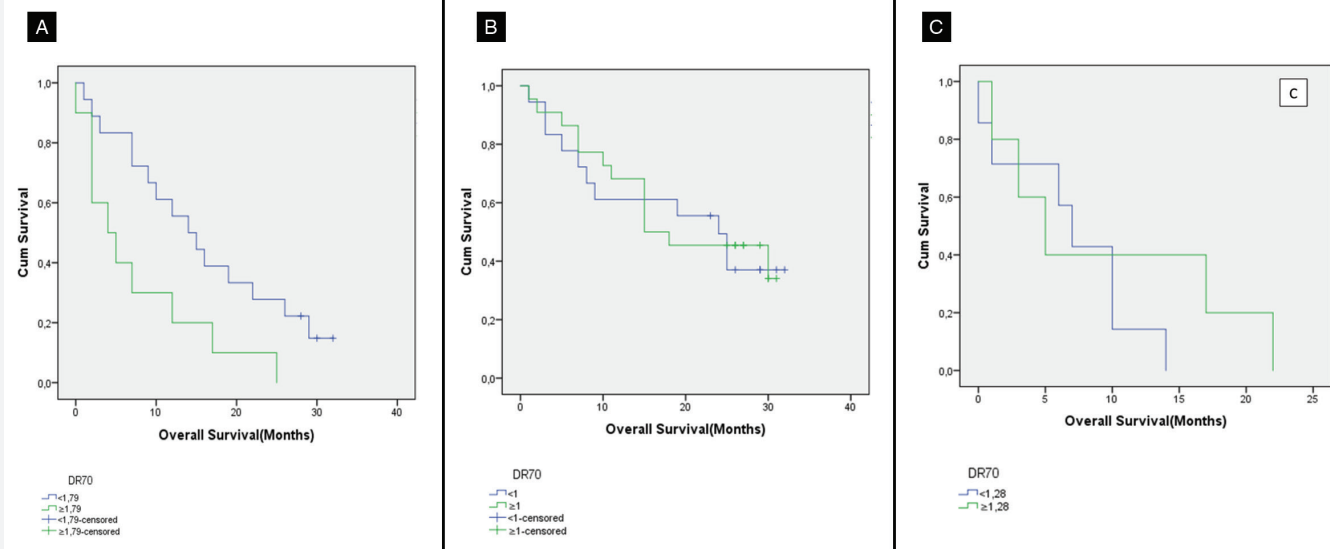 A
1,0
0,8
0,6
0,4
0,2
0,0
Cum Survival
0 10 20 30 40
Overall Survival(Months)
DR70
<1,79
≥1,79
<1,79-censored
≥1,79-censored
B
1,0
0,8
0,6
0,4
0,2
0,0
Cum Survival
0 10 20 30 40
Overall Survival(Months)
DR70
<1
≥1
<1-censored
≥1-censored
C
c
1,0
0,8
0,6
0,4
0,2
0,0
Cum Survival
0 5 10 15 20 25
Overall Survival(Months)
DR70
<1,28
≥1,28